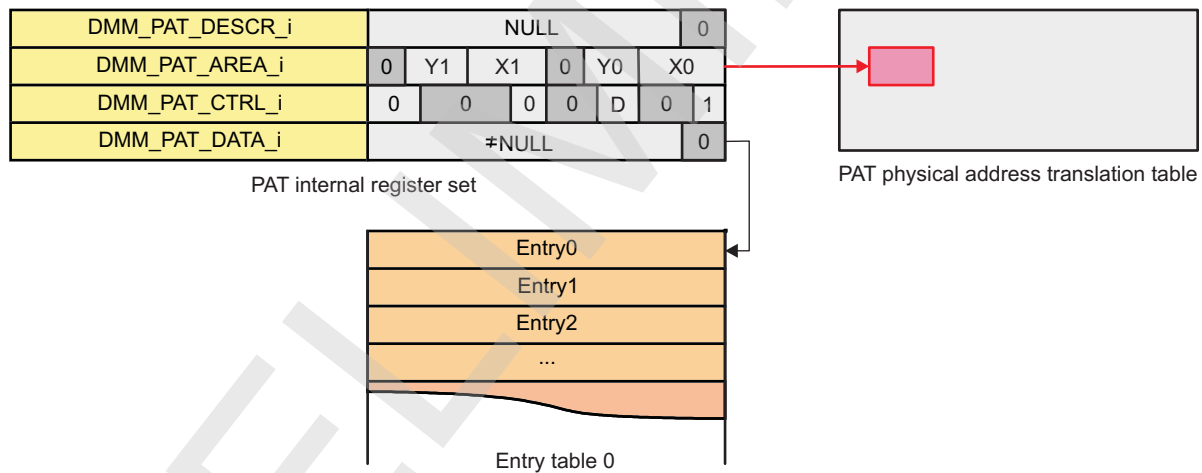 DMM_PAT_DESCR_i NULL 0
DMM_PAT_AREA_i 0 Y1 X1 0 Y0 X0
DMM_PAT_CTRL_i 0 0 0 0 D 0 1
DMM_PAT_DATA_i ≠NULL 0
PAT internal register set
PAT physical address translation table
Entry0
Entry1
Entry2
...
Entry table 0